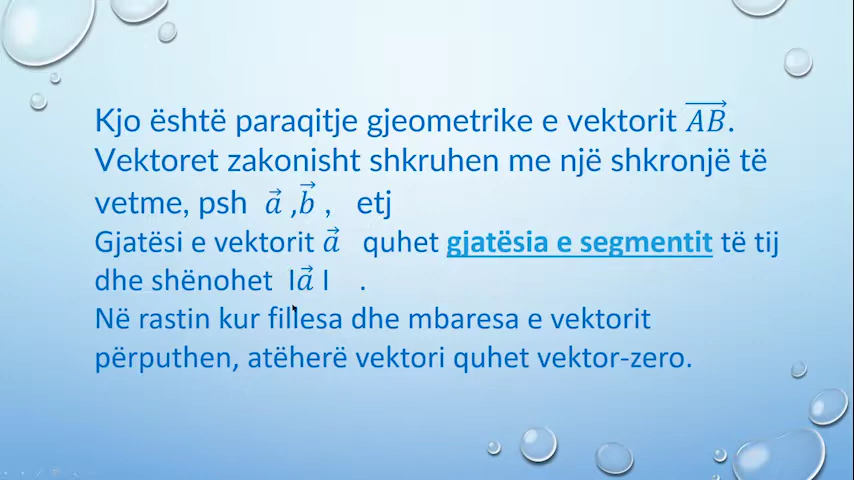 Kjo është paraqitje gjeometrike e vektorit $\overrightarrow{AB}$.
Vektoret zakonisht shkruhen me një shkronjë të
vetme, psh $\vec{a}$ ,$\vec{b}$ , etj
Gjatësi e vektorit $\vec{a}$ quhet gjatësia e segmentit të tij
dhe shënohet I$\vec{a}$ I .
Në rastin kur fillesa dhe mbaresa e vektorit
përputhen, atëherë vektori quhet vektor-zero.